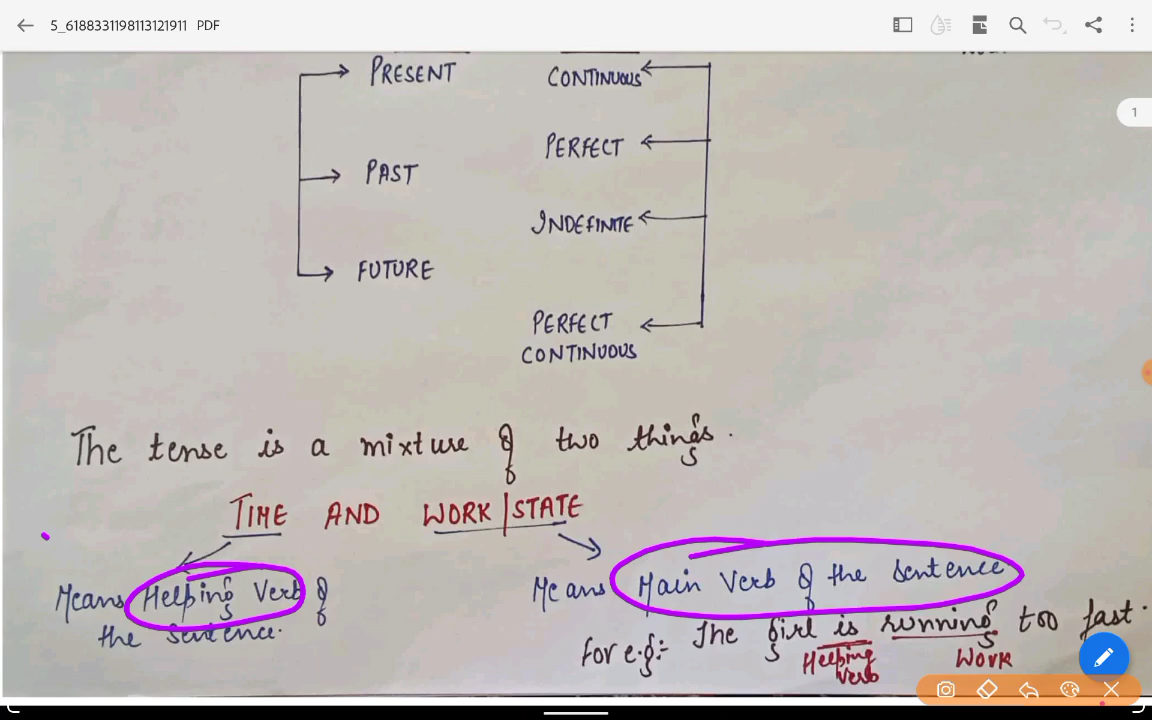 5_6188331198113121911 PDF
1
PRESENT
PAST
FUTURE
CONTINUOUS
PERFECT
INDEFINITE
PERFECT
CONTINUOUS
The tense is a mixture of two things.
TIME AND WORK/STATE
Means Helping Verb of
the Sentence.
Means Main Verb of the Sentence
for e.g:- The girl is running too fast.
Helping
Verb
WORK